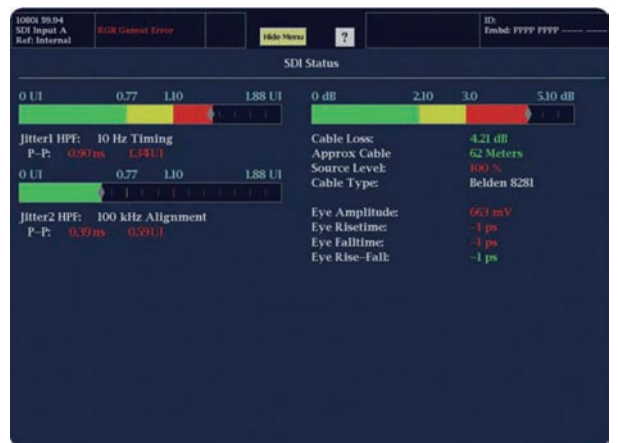 1080i 59.94
SDI Input A
Ref: Internal
RGB Gamut Error
Hide Menu
?
ID:
Embd: PPPP PPPP ---- ----
SDI Status
0 UI 0.77 1.10 1.88 UI
Jitter1 HPF: 10 Hz Timing
P-P: 0.90 ns 1.34 UI
0 UI 0.77 1.10 1.88 UI
Jitter2 HPF: 100 kHz Alignment
P-P: 0.39 ns 0.59 UI
0 dB 2.10 3.0 5.10 dB
Cable Loss: 4.21 dB
Approx Cable 62 Meters
Source Level: 100 %
Cable Type: Belden 8281
Eye Amplitude: 663 mV
Eye Risetime: -1 ps
Eye Falltime: -1 ps
Eye Rise-Fall: -1 ps